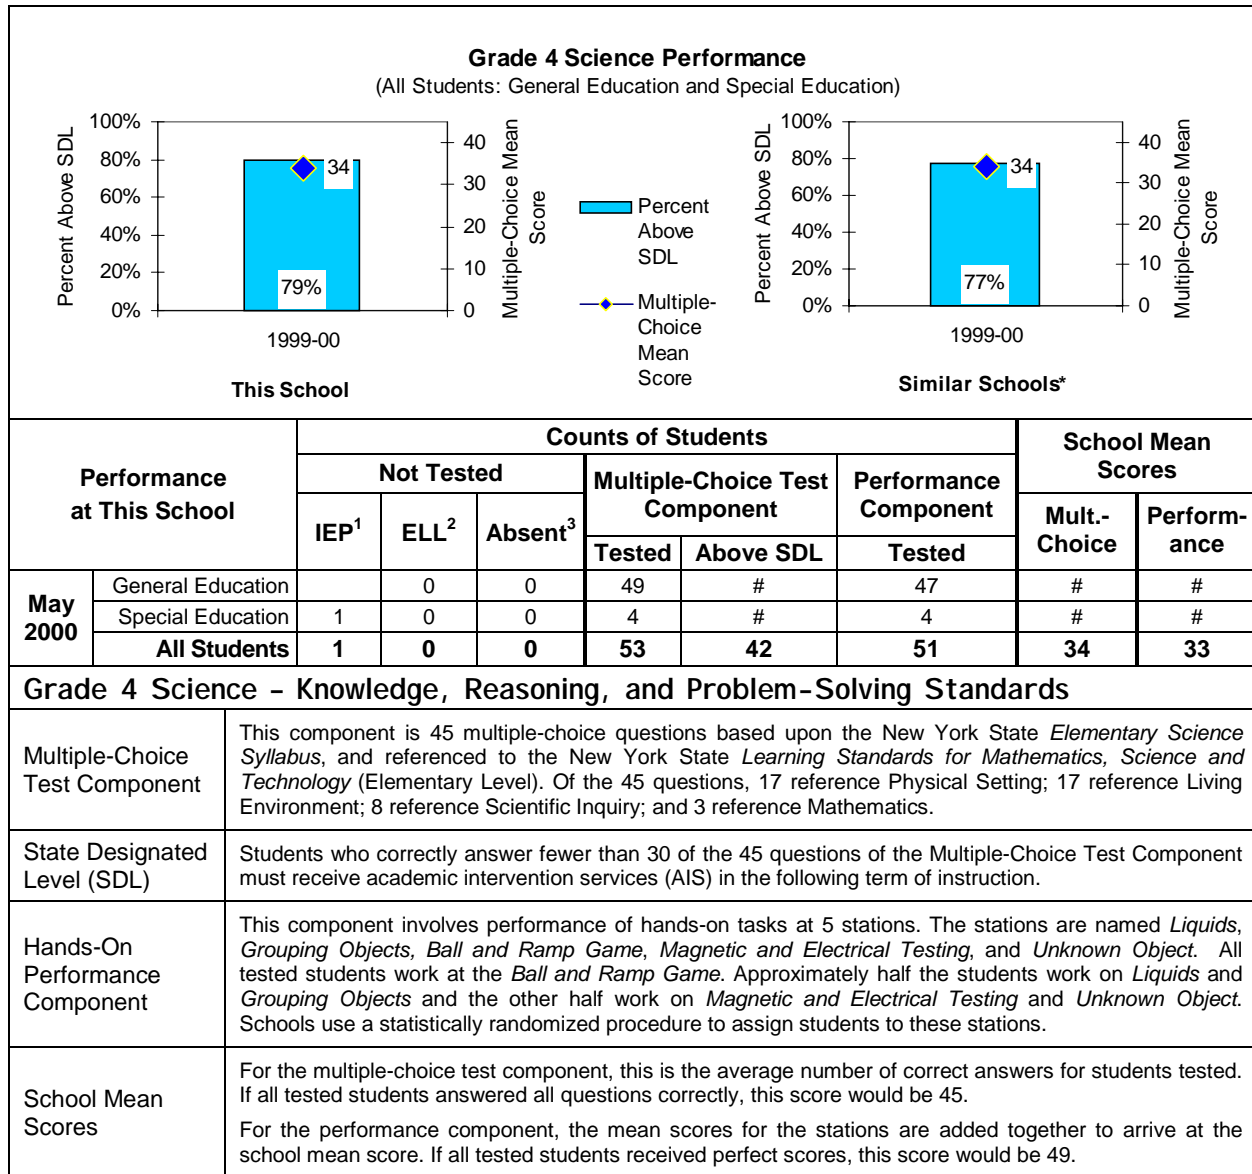 Grade 4 Science Performance
(All Students: General Education and Special Education)
Percent Above SDL
100%
80%
60%
40%
20%
0%
34
79%
1999-00
40
30
20
10
0
Multiple-Choice Mean
Score
This School
Percent
Above
SDL
Multiple-
Choice
Mean
Score
Percent Above SDL
100%
80%
60%
40%
20%
0%
34
77%
1999-00
40
30
20
10
0
Multiple-Choice Mean
Score
Similar Schools*
Performance
at This School
Counts of Students
School Mean
Scores
Not Tested
Multiple-Choice Test
Component
Performance
Component
IEP1 ELL2 Absent3
Tested Above SDL Tested
Mult.-
Choice
Perform-
ance
May
2000
General Education 0 0 49 # 47 # #
Special Education 1 0 0 4 # 4 # #
All Students 1 0 0 53 42 51 34 33
Grade 4 Science – Knowledge, Reasoning, and Problem-Solving Standards
Multiple-Choice
Test Component
This component is 45 multiple-choice questions based upon the New York State Elementary Science
Syllabus, and referenced to the New York State Learning Standards for Mathematics, Science and
Technology (Elementary Level). Of the 45 questions, 17 reference Physical Setting; 17 reference Living
Environment; 8 reference Scientific Inquiry; and 3 reference Mathematics.
State Designated
Level (SDL)
Students who correctly answer fewer than 30 of the 45 questions of the Multiple-Choice Test Component
must receive academic intervention services (AIS) in the following term of instruction.
Hands-On
Performance
Component
This component involves performance of hands-on tasks at 5 stations. The stations are named Liquids,
Grouping Objects, Ball and Ramp Game, Magnetic and Electrical Testing, and Unknown Object. All
tested students work at the Ball and Ramp Game. Approximately half the students work on Liquids and
Grouping Objects and the other half work on Magnetic and Electrical Testing and Unknown Object.
Schools use a statistically randomized procedure to assign students to these stations.
School Mean
Scores
For the multiple-choice test component, this is the average number of correct answers for students tested.
If all tested students answered all questions correctly, this score would be 45.
For the performance component, the mean scores for the stations are added together to arrive at the
school mean score. If all tested students received perfect scores, this score would be 49.